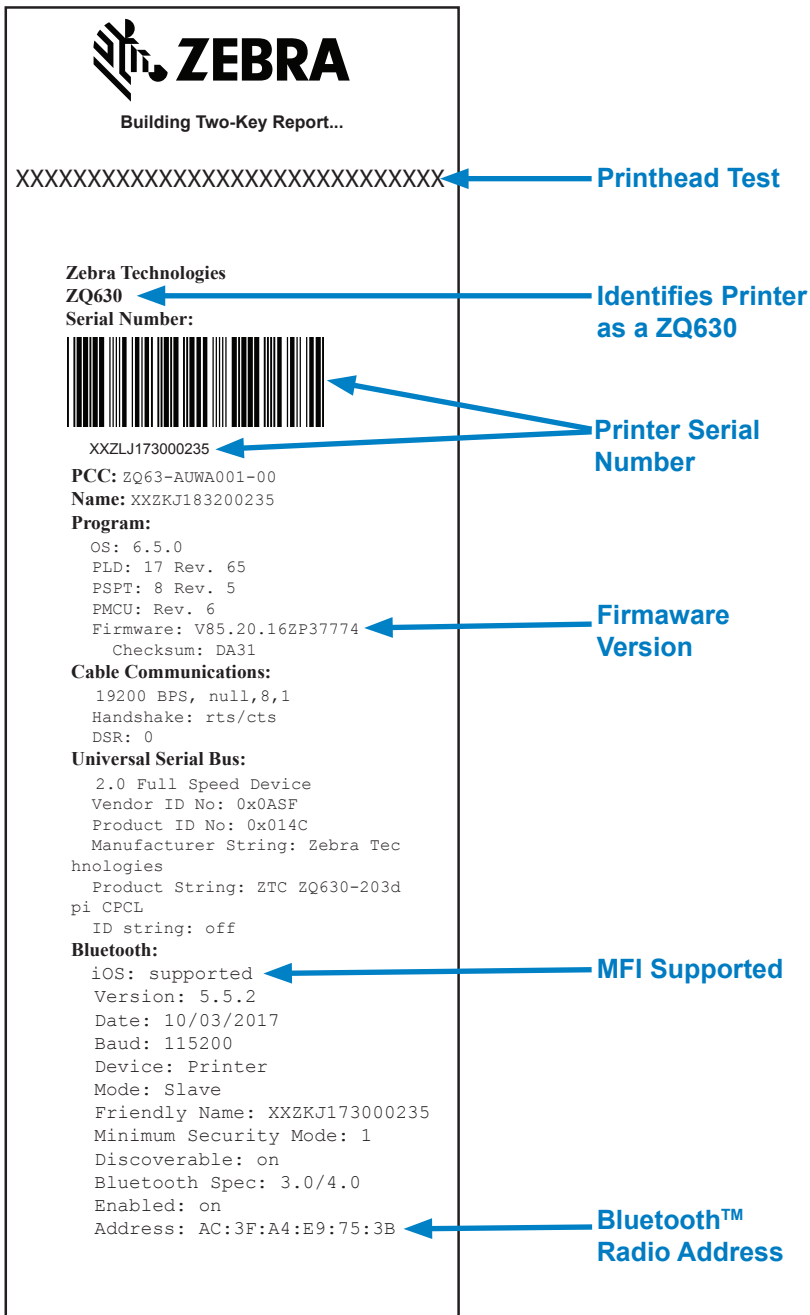 ZEBRA
Building Two-Key Report...
XXXXXXXXXXXXXXXXXXXXXXXXXXXXXX
Printhead Test
Zebra Technologies
ZQ630
Identifies Printer
as a ZQ630
Serial Number:
XXZLJ173000235
Printer Serial
Number
PCC: ZQ63-AUWA001-00
Name: XXZKJ183200235
Program:
OS: 6.5.0
PLD: 17 Rev. 65
PSPT: 8 Rev. 5
PMCU: Rev. 6
Firmware: V85.20.16ZP37774
Firmaware
Version
Checksum: DA31
Cable Communications:
19200 BPS, null,8,1
Handshake: rts/cts
DSR: 0
Universal Serial Bus:
2.0 Full Speed Device
Vendor ID No: 0x0ASF
Product ID No: 0x014C
Manufacturer String: Zebra Tec
hnologies
Product String: ZTC ZQ630-203d
pi CPCL
ID string: off
Bluetooth:
iOS: supported
MFI Supported
Version: 5.5.2
Date: 10/03/2017
Baud: 115200
Device: Printer
Mode: Slave
Friendly Name: XXZKJ173000235
Minimum Security Mode: 1
Discoverable: on
Bluetooth Spec: 3.0/4.0
Enabled: on
Address: AC:3F:A4:E9:75:3B
Bluetooth™
Radio Address